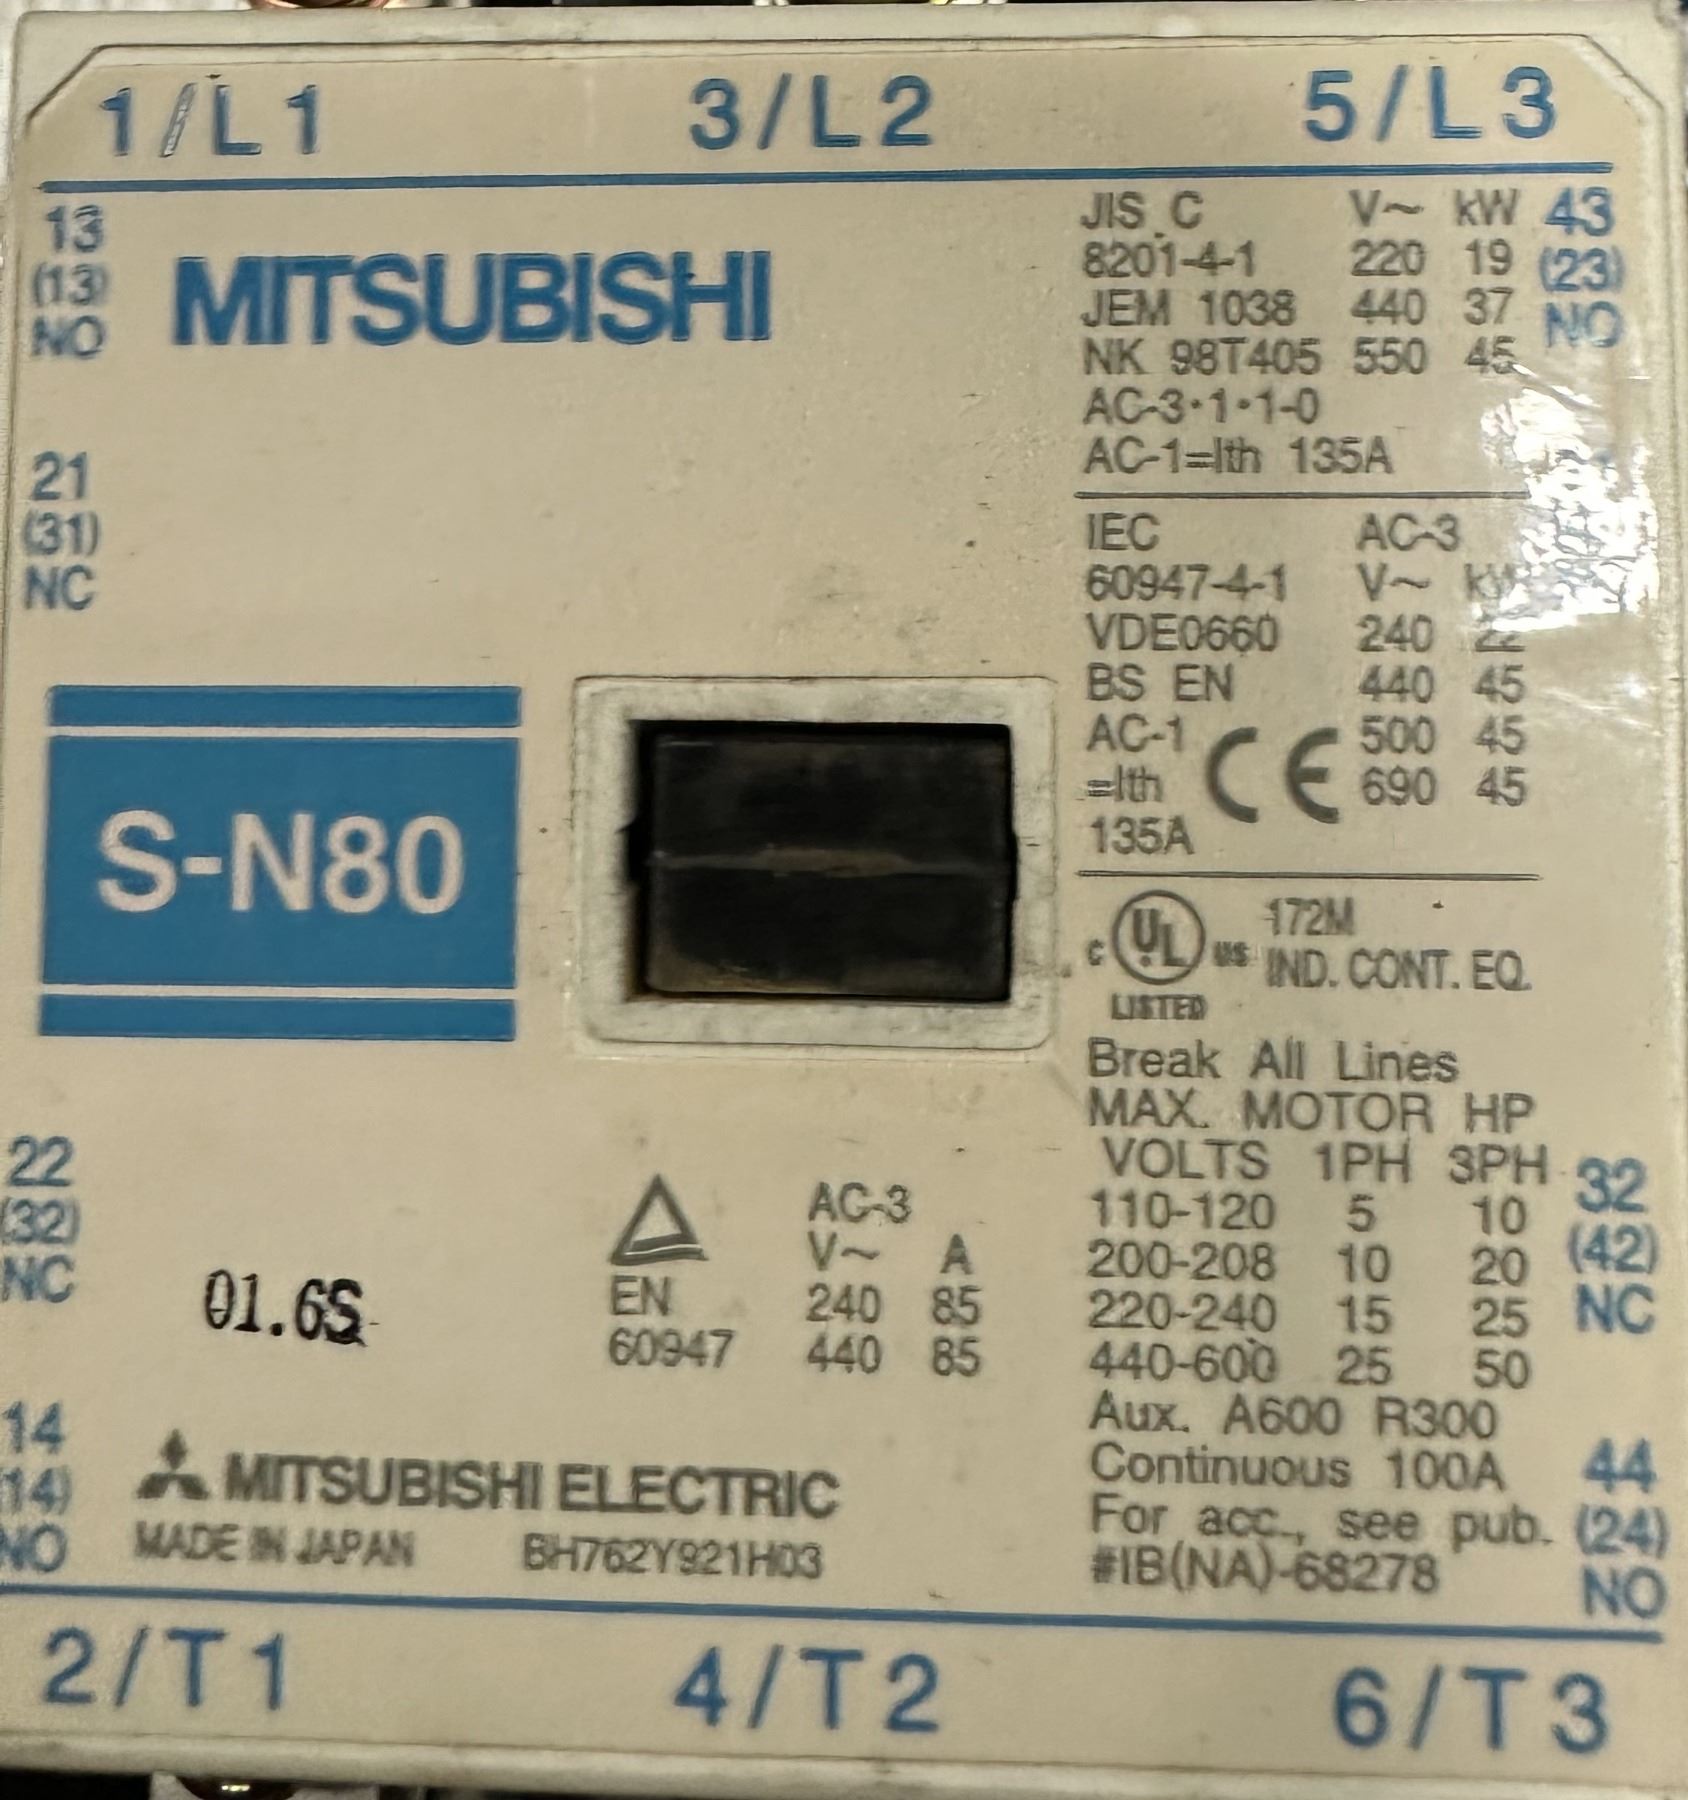 1/L1 3/L2 5/L3
13
(13)
NO
MITSUBISHI
JIS C V~ kW
8201-4-1 220 19
JEM 1038 440 37
NK 98T405 550 45
AC-3・1・1-0
AC-1=Ith 135A
43
(23)
NO
21
(31)
NC
IEC AC-3
60947-4-1 V~ kW
VDE0660 240 22
BS EN 440 45
AC-1 CE 500 45
=Ith 690 45
135A
S-N80
C UL US 172M
LISTED IND. CONT. EQ.
Break All Lines
MAX. MOTOR HP
VOLTS 1PH 3PH
110-120 5 10
200-208 10 20
220-240 15 25
440-600 25 50
Aux. A600 R300
Continuous 100A
For acc., see pub.
#IB(NA)-68278
22
(32)
NC
01.6S
EN
60947
AC-3
V~ A
240 85
440 85
32
(42)
NC
14
(14)
NO
MITSUBISHI ELECTRIC
MADE IN JAPAN BH762Y921H03
44
(24)
NO
2/T1 4/T2 6/T3